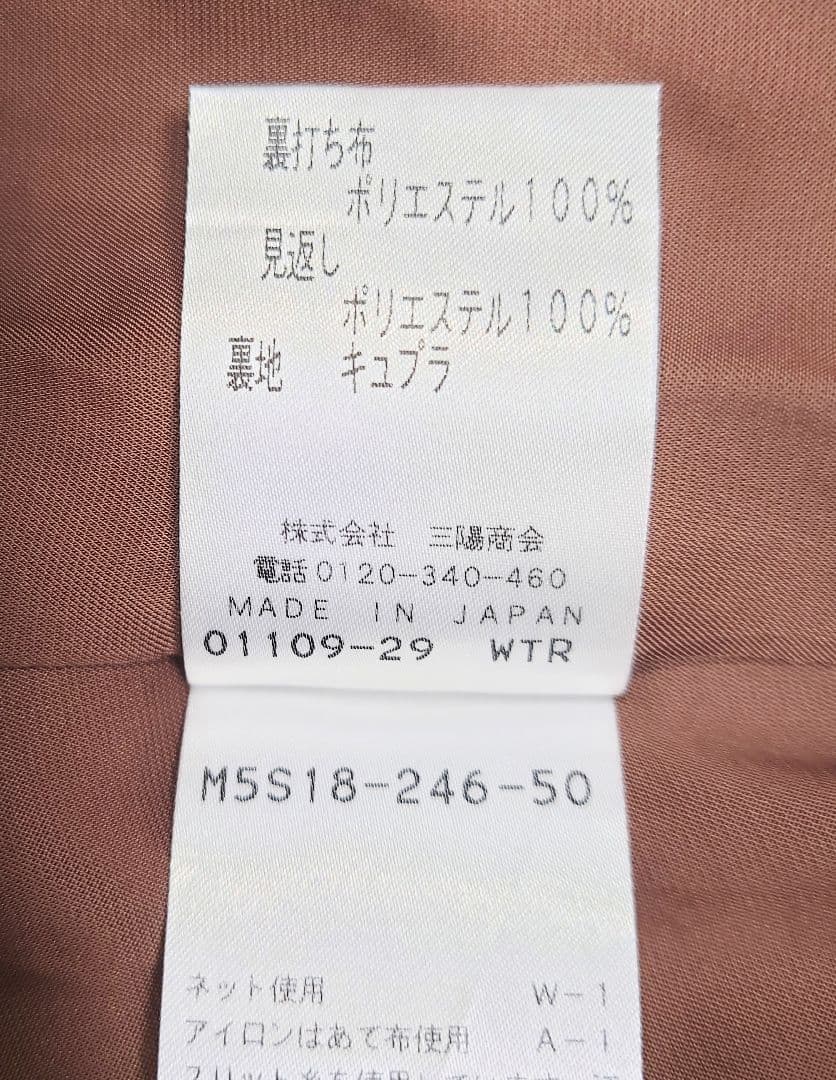 裏打ち布
ポリエステル100%
見返し
ポリエステル100%
裏地 キュプラ
株式会社 三陽商会
電話0120-340-460
MADE IN JAPAN
01109-29 WTR
M5S18-246-50
ネット使用 W-1
アイロンはあて布使用 A-1